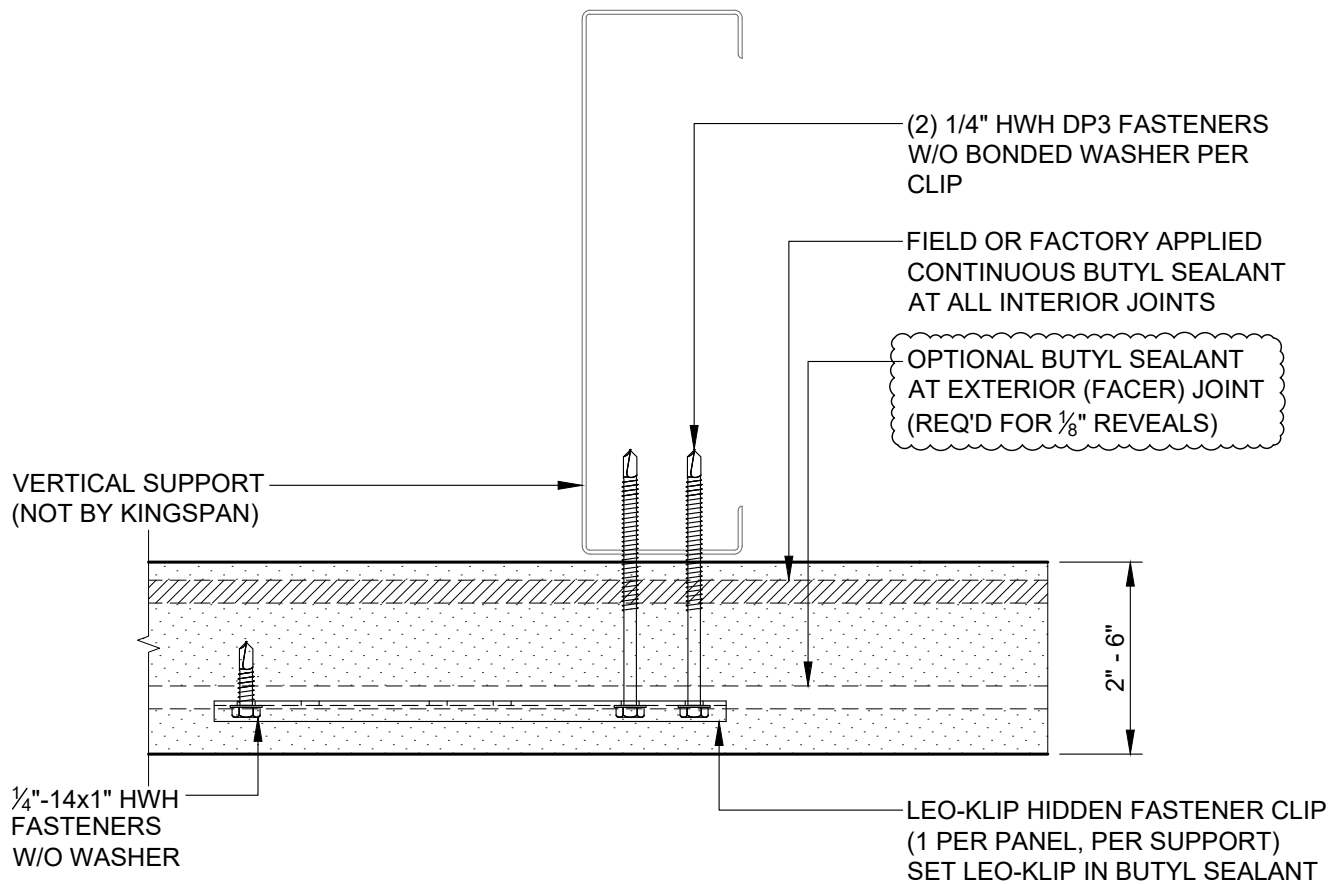 (2) 1/4" HWH DP3 FASTENERS
W/O BONDED WASHER PER
CLIP
FIELD OR FACTORY APPLIED
CONTINUOUS BUTYL SEALANT
AT ALL INTERIOR JOINTS
OPTIONAL BUTYL SEALANT
AT EXTERIOR (FACER) JOINT
(REQ'D FOR ⅛" REVEALS)
VERTICAL SUPPORT
(NOT BY KINGSPAN)
2" - 6"
¼"-14x1" HWH
FASTENERS
W/O WASHER
LEO-KLIP HIDDEN FASTENER CLIP
(1 PER PANEL, PER SUPPORT)
SET LEO-KLIP IN BUTYL SEALANT